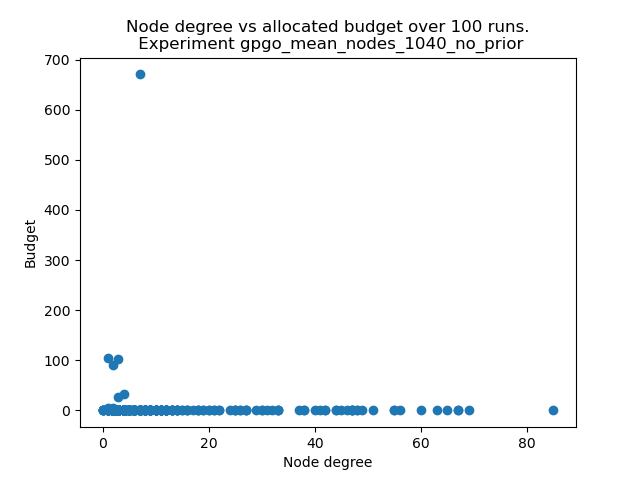 Node degree vs allocated budget over 100 runs.
Experiment gpgo_mean_nodes_1040_no_prior
700
600
500
400
300
200
100
0
Budget
0 20 40 60 80
Node degree